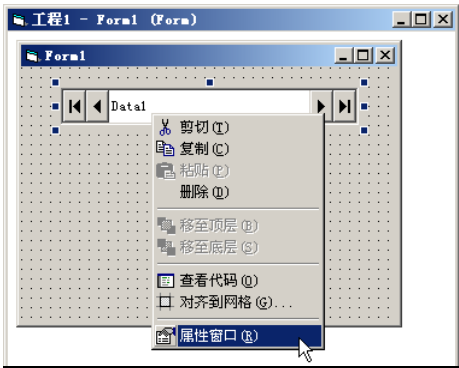 工程1 - Form1 (Form)
Form1
Data1
剪切(T)
复制(C)
粘贴(P)
删除(D)
移至顶层(B)
移至底层(S)
查看代码(O)
对齐到网格(G)...
属性窗口(R)